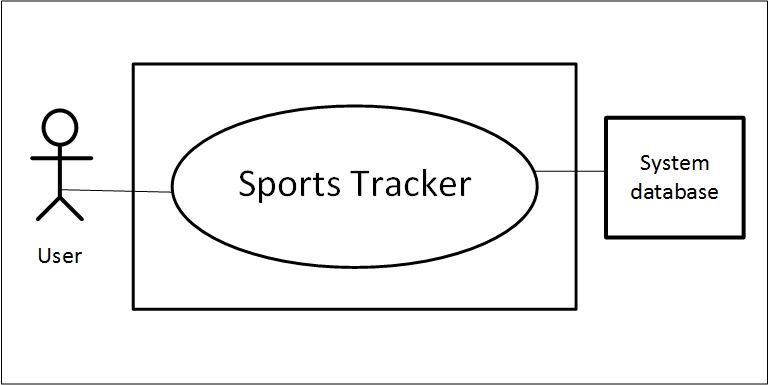 User
Sports Tracker
System
database